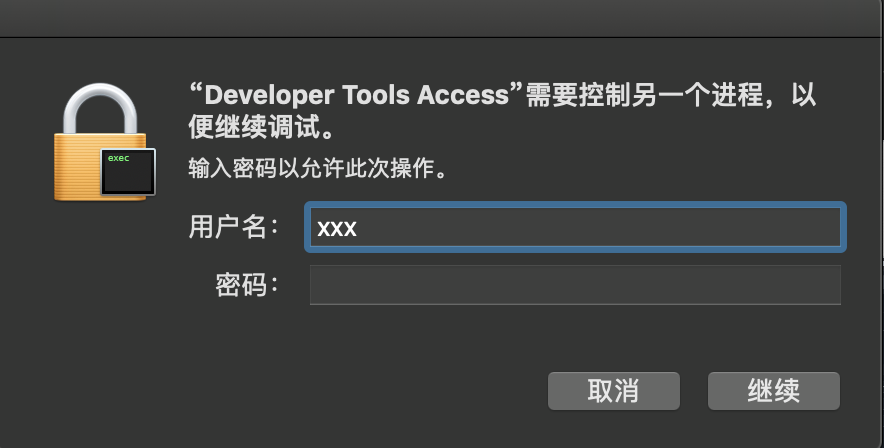 “Developer Tools Access”需要控制另一个进程，以
便继续调试。
输入密码以允许此次操作。
exec
用户名：xxx
密码：
取消 继续